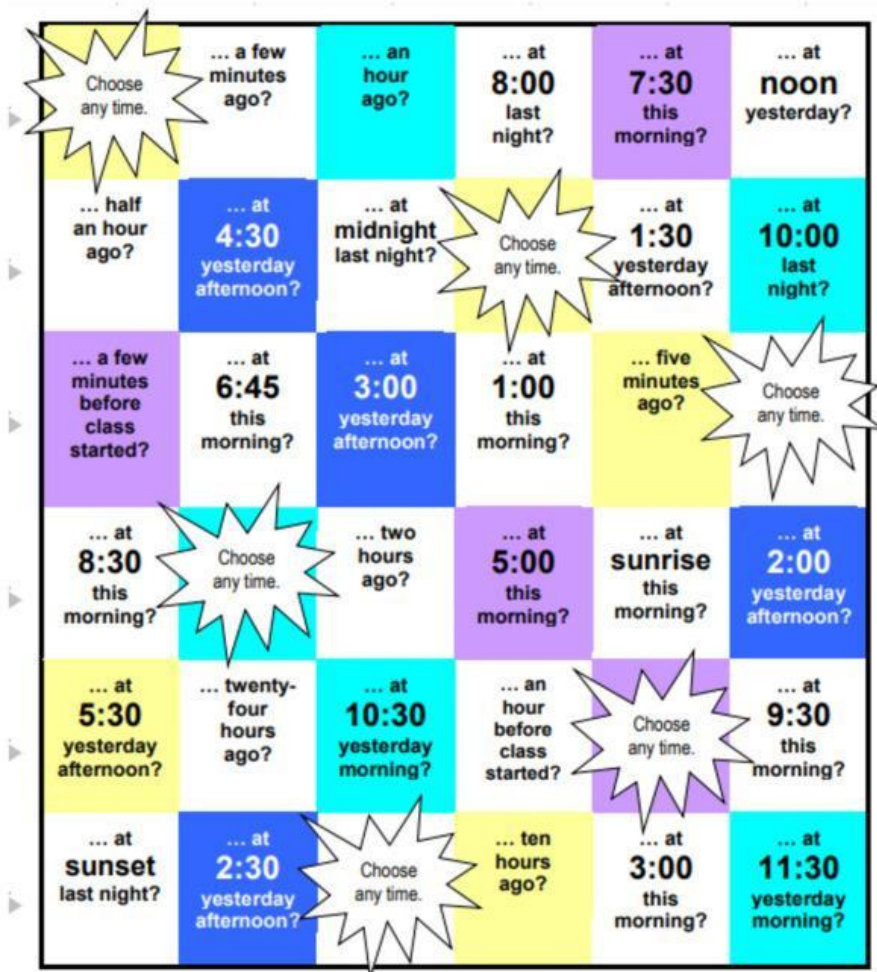 Choose
any time.
… a few
minutes
ago?
… an
hour
ago?
… at
8:00
last
night?
… at
7:30
this
morning?
… at
noon
yesterday?
… half
an hour
ago?
… at
4:30
yesterday
afternoon?
… at
midnight
last night?
Choose
any time.
… at
1:30
yesterday
afternoon?
… at
10:00
last
night?
… a few
minutes
before
class
started?
… at
6:45
this
morning?
… at
3:00
yesterday
afternoon?
… at
1:00
this
morning?
… five
minutes
ago?
Choose
any time.
… at
8:30
this
morning?
Choose
any time.
… two
hours
ago?
… at
5:00
this
morning?
… at
sunrise
this
morning?
… at
2:00
yesterday
afternoon?
… at
5:30
yesterday
afternoon?
… twenty-
four
hours
ago?
… at
10:30
yesterday
morning?
… an
hour
before
class
started?
Choose
any time.
… at
9:30
this
morning?
… at
sunset
last night?
… at
2:30
yesterday
afternoon?
Choose
any time.
… ten
hours
ago?
… at
3:00
this
morning?
… at
11:30
yesterday
morning?